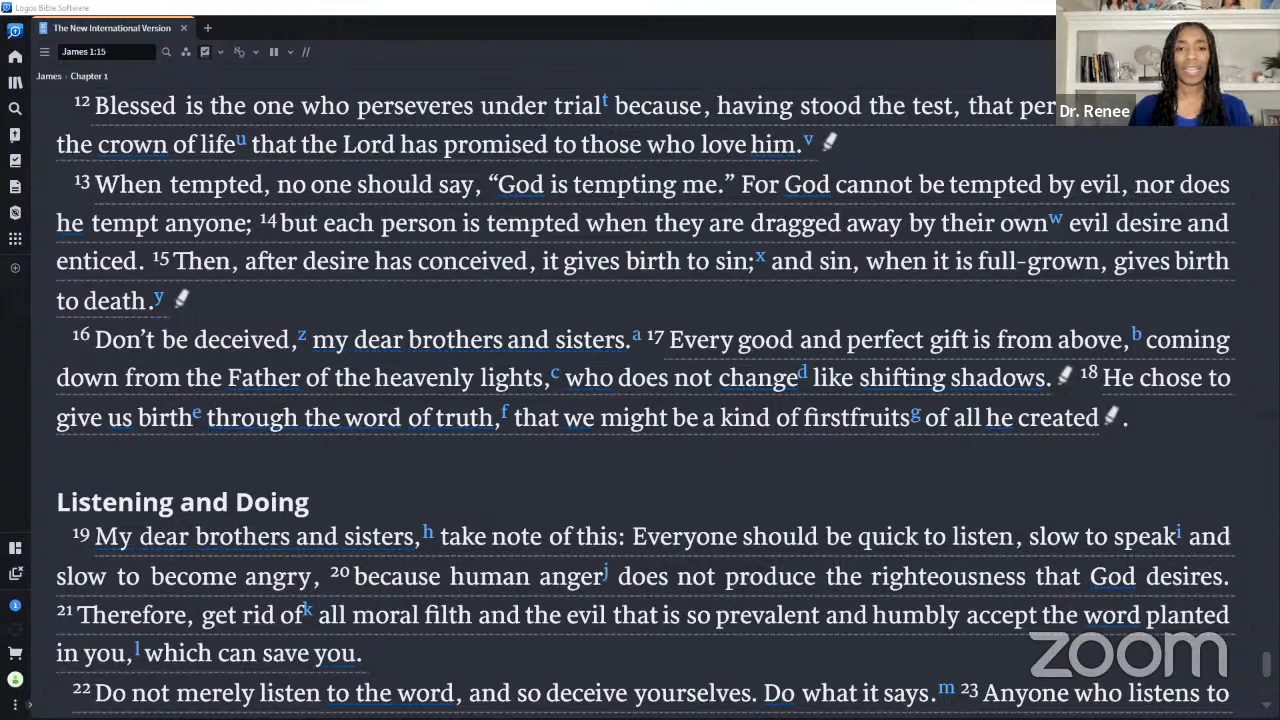 Logos Bible Software
The New International Version
James 1:15
James › Chapter 1
12 Blessed is the one who perseveres under trial t because, having stood the test, that per
the crown of life u that the Lord has promised to those who love him. v
13 When tempted, no one should say, “God is tempting me.” For God cannot be tempted by evil, nor does
he tempt anyone; 14 but each person is tempted when they are dragged away by their own w evil desire and
enticed. 15 Then, after desire has conceived, it gives birth to sin; x and sin, when it is full-grown, gives birth
to death. y
16 Don’t be deceived, z my dear brothers and sisters. a 17 Every good and perfect gift is from above, b coming
down from the Father of the heavenly lights, c who does not change d like shifting shadows. 18 He chose to
give us birth e through the word of truth, f that we might be a kind of firstfruits g of all he created .
Listening and Doing
19 My dear brothers and sisters, h take note of this: Everyone should be quick to listen, slow to speak i and
slow to become angry, 20 because human anger j does not produce the righteousness that God desires.
21 Therefore, get rid of k all moral filth and the evil that is so prevalent and humbly accept the word planted
in you, l which can save you.
22 Do not merely listen to the word, and so deceive yourselves. Do what it says. m 23 Anyone who listens to
Dr. Renee
zoom
1